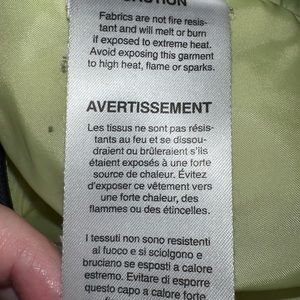 CAUTION
Fabrics are not fire resis-
tant and will melt or burn
if exposed to extreme heat.
Avoid exposing this garment
to high heat, flame or sparks.
AVERTISSEMENT
Les tissus ne sont pas résis-
tants au feu et se dissou-
draient ou brûleraient s'ils
étaient exposés à une forte
source de chaleur. Évitez
d'exposer ce vêtement vers
une forte chaleur, des
flammes ou des étincelles.
I tessuti non sono resistenti
al fuoco e si sciolgono e
bruciano se esposti a calore
estremo. Evitare di esporre
questo capo a calore forte